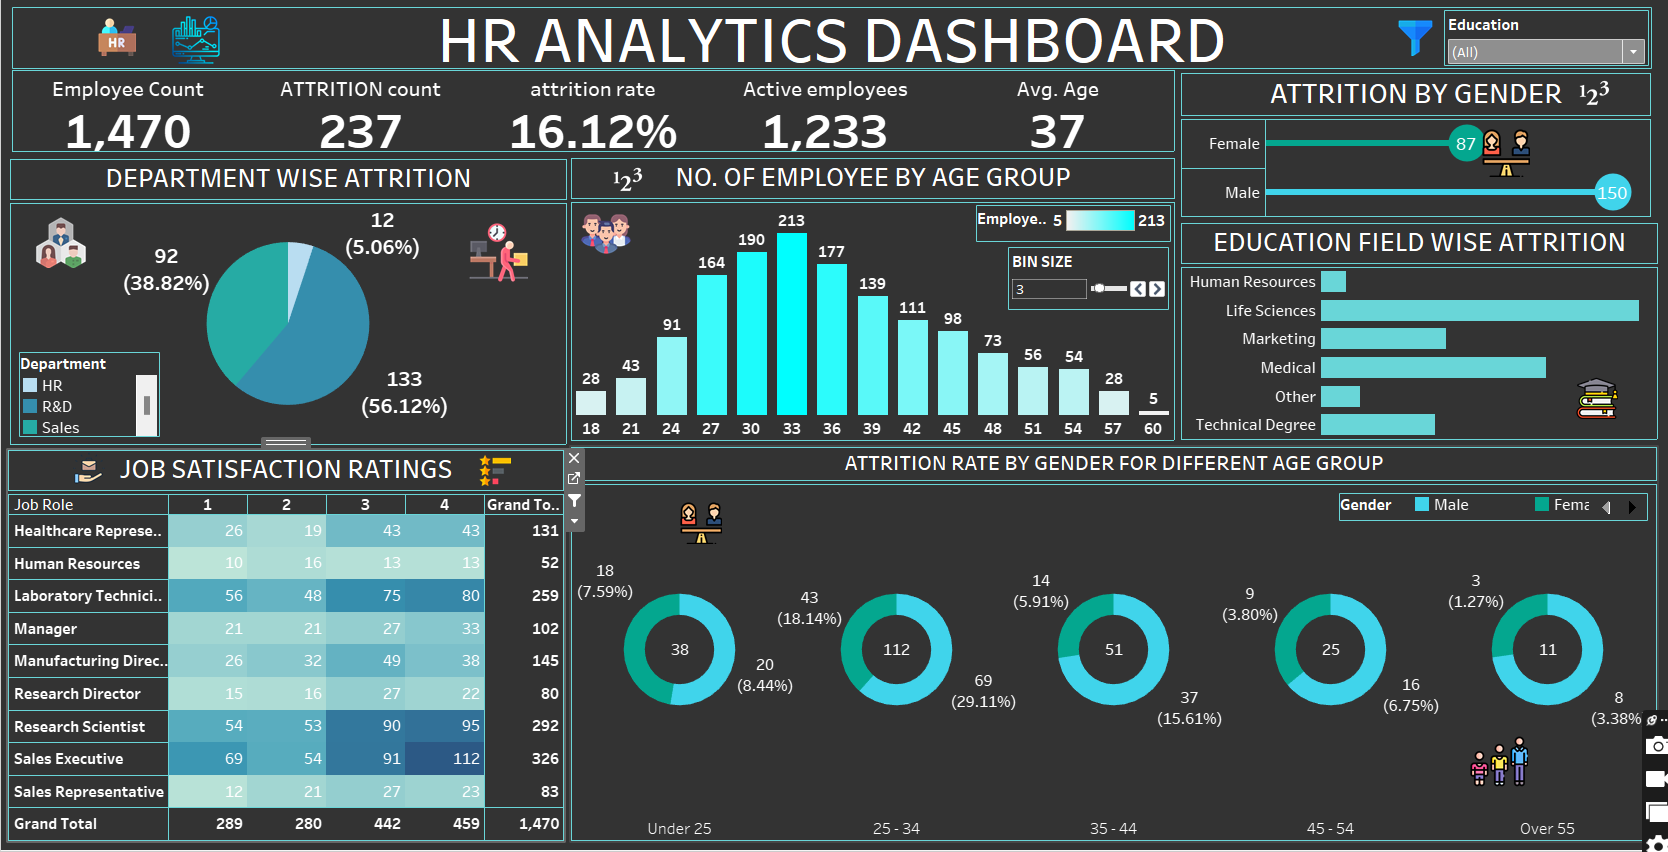 HR ANALYTICS DASHBOARD
HR
Education
(All)
Employee Count
1,470
ATTRITION count
237
attrition rate
16.12%
Active employees
1,233
Avg. Age
37
ATTRITION BY GENDER 123
Female 87
Male 150
DEPARTMENT WISE ATTRITION
12
(5.06%)
92
(38.82%)
133
(56.12%)
Department
HR
R&D
Sales
123 NO. OF EMPLOYEE BY AGE GROUP
Employe.. 5 213
BIN SIZE
3
28 43 91 164 190 213 177 139 111 98 73 56 54 28 5
18 21 24 27 30 33 36 39 42 45 48 51 54 57 60
EDUCATION FIELD WISE ATTRITION
Human Resources
Life Sciences
Marketing
Medical
Other
Technical Degree
JOB SATISFACTION RATINGS
Job Role 1 2 3 4 Grand To..
Healthcare Represe.. 26 19 43 43 131
Human Resources 10 16 13 13 52
Laboratory Technici.. 56 48 75 80 259
Manager 21 21 27 33 102
Manufacturing Direc.. 26 32 49 38 145
Research Director 15 16 27 22 80
Research Scientist 54 53 90 95 292
Sales Executive 69 54 91 112 326
Sales Representative 12 21 27 23 83
Grand Total 289 280 442 459 1,470
ATTRITION RATE BY GENDER FOR DIFFERENT AGE GROUP
Gender Male Fema
18
(7.59%)
38
20
(8.44%)
43
(18.14%)
112
69
(29.11%)
14
(5.91%)
51
37
(15.61%)
9
(3.80%)
25
16
(6.75%)
3
(1.27%)
11
8
(3.38%
Under 25 25 - 34 35 - 44 45 - 54 Over 55